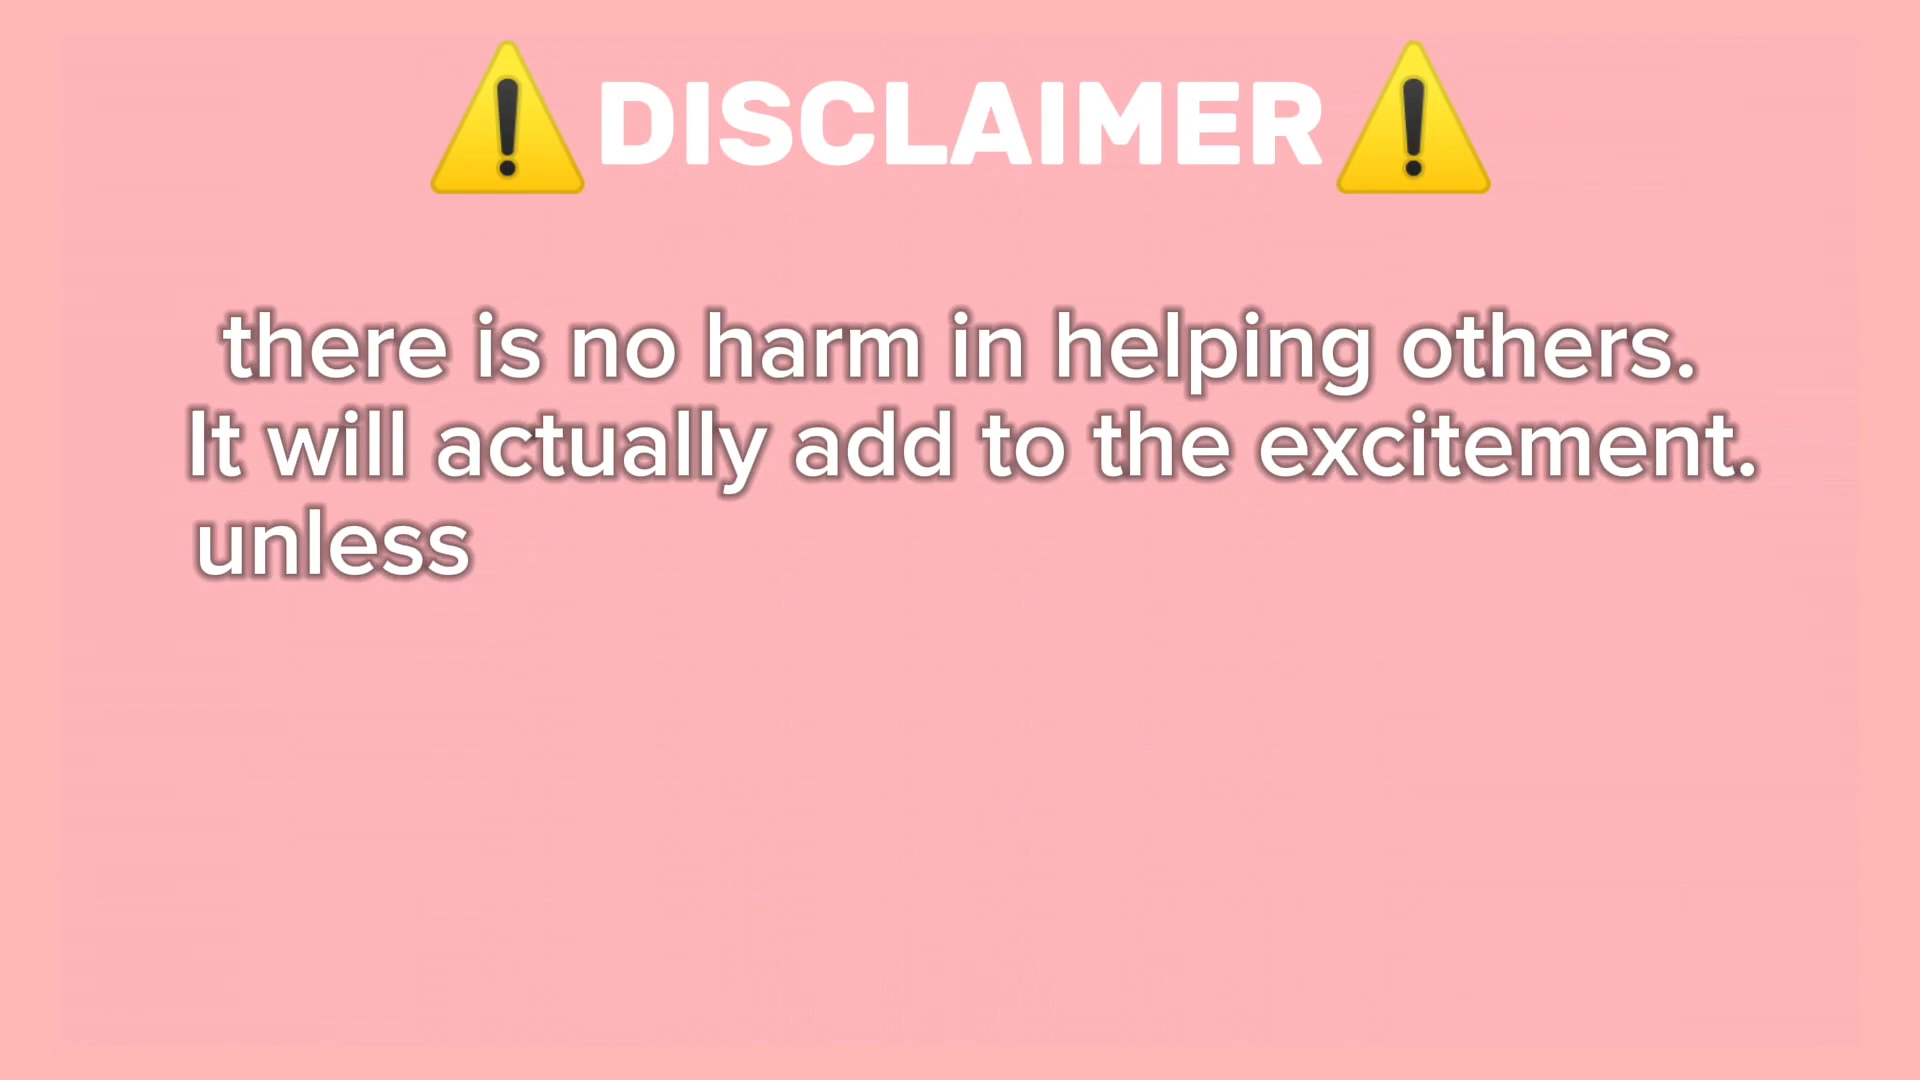 ⚠️DISCLAIMER⚠️
there is no harm in helping others.
It will actually add to the excitement.
unless